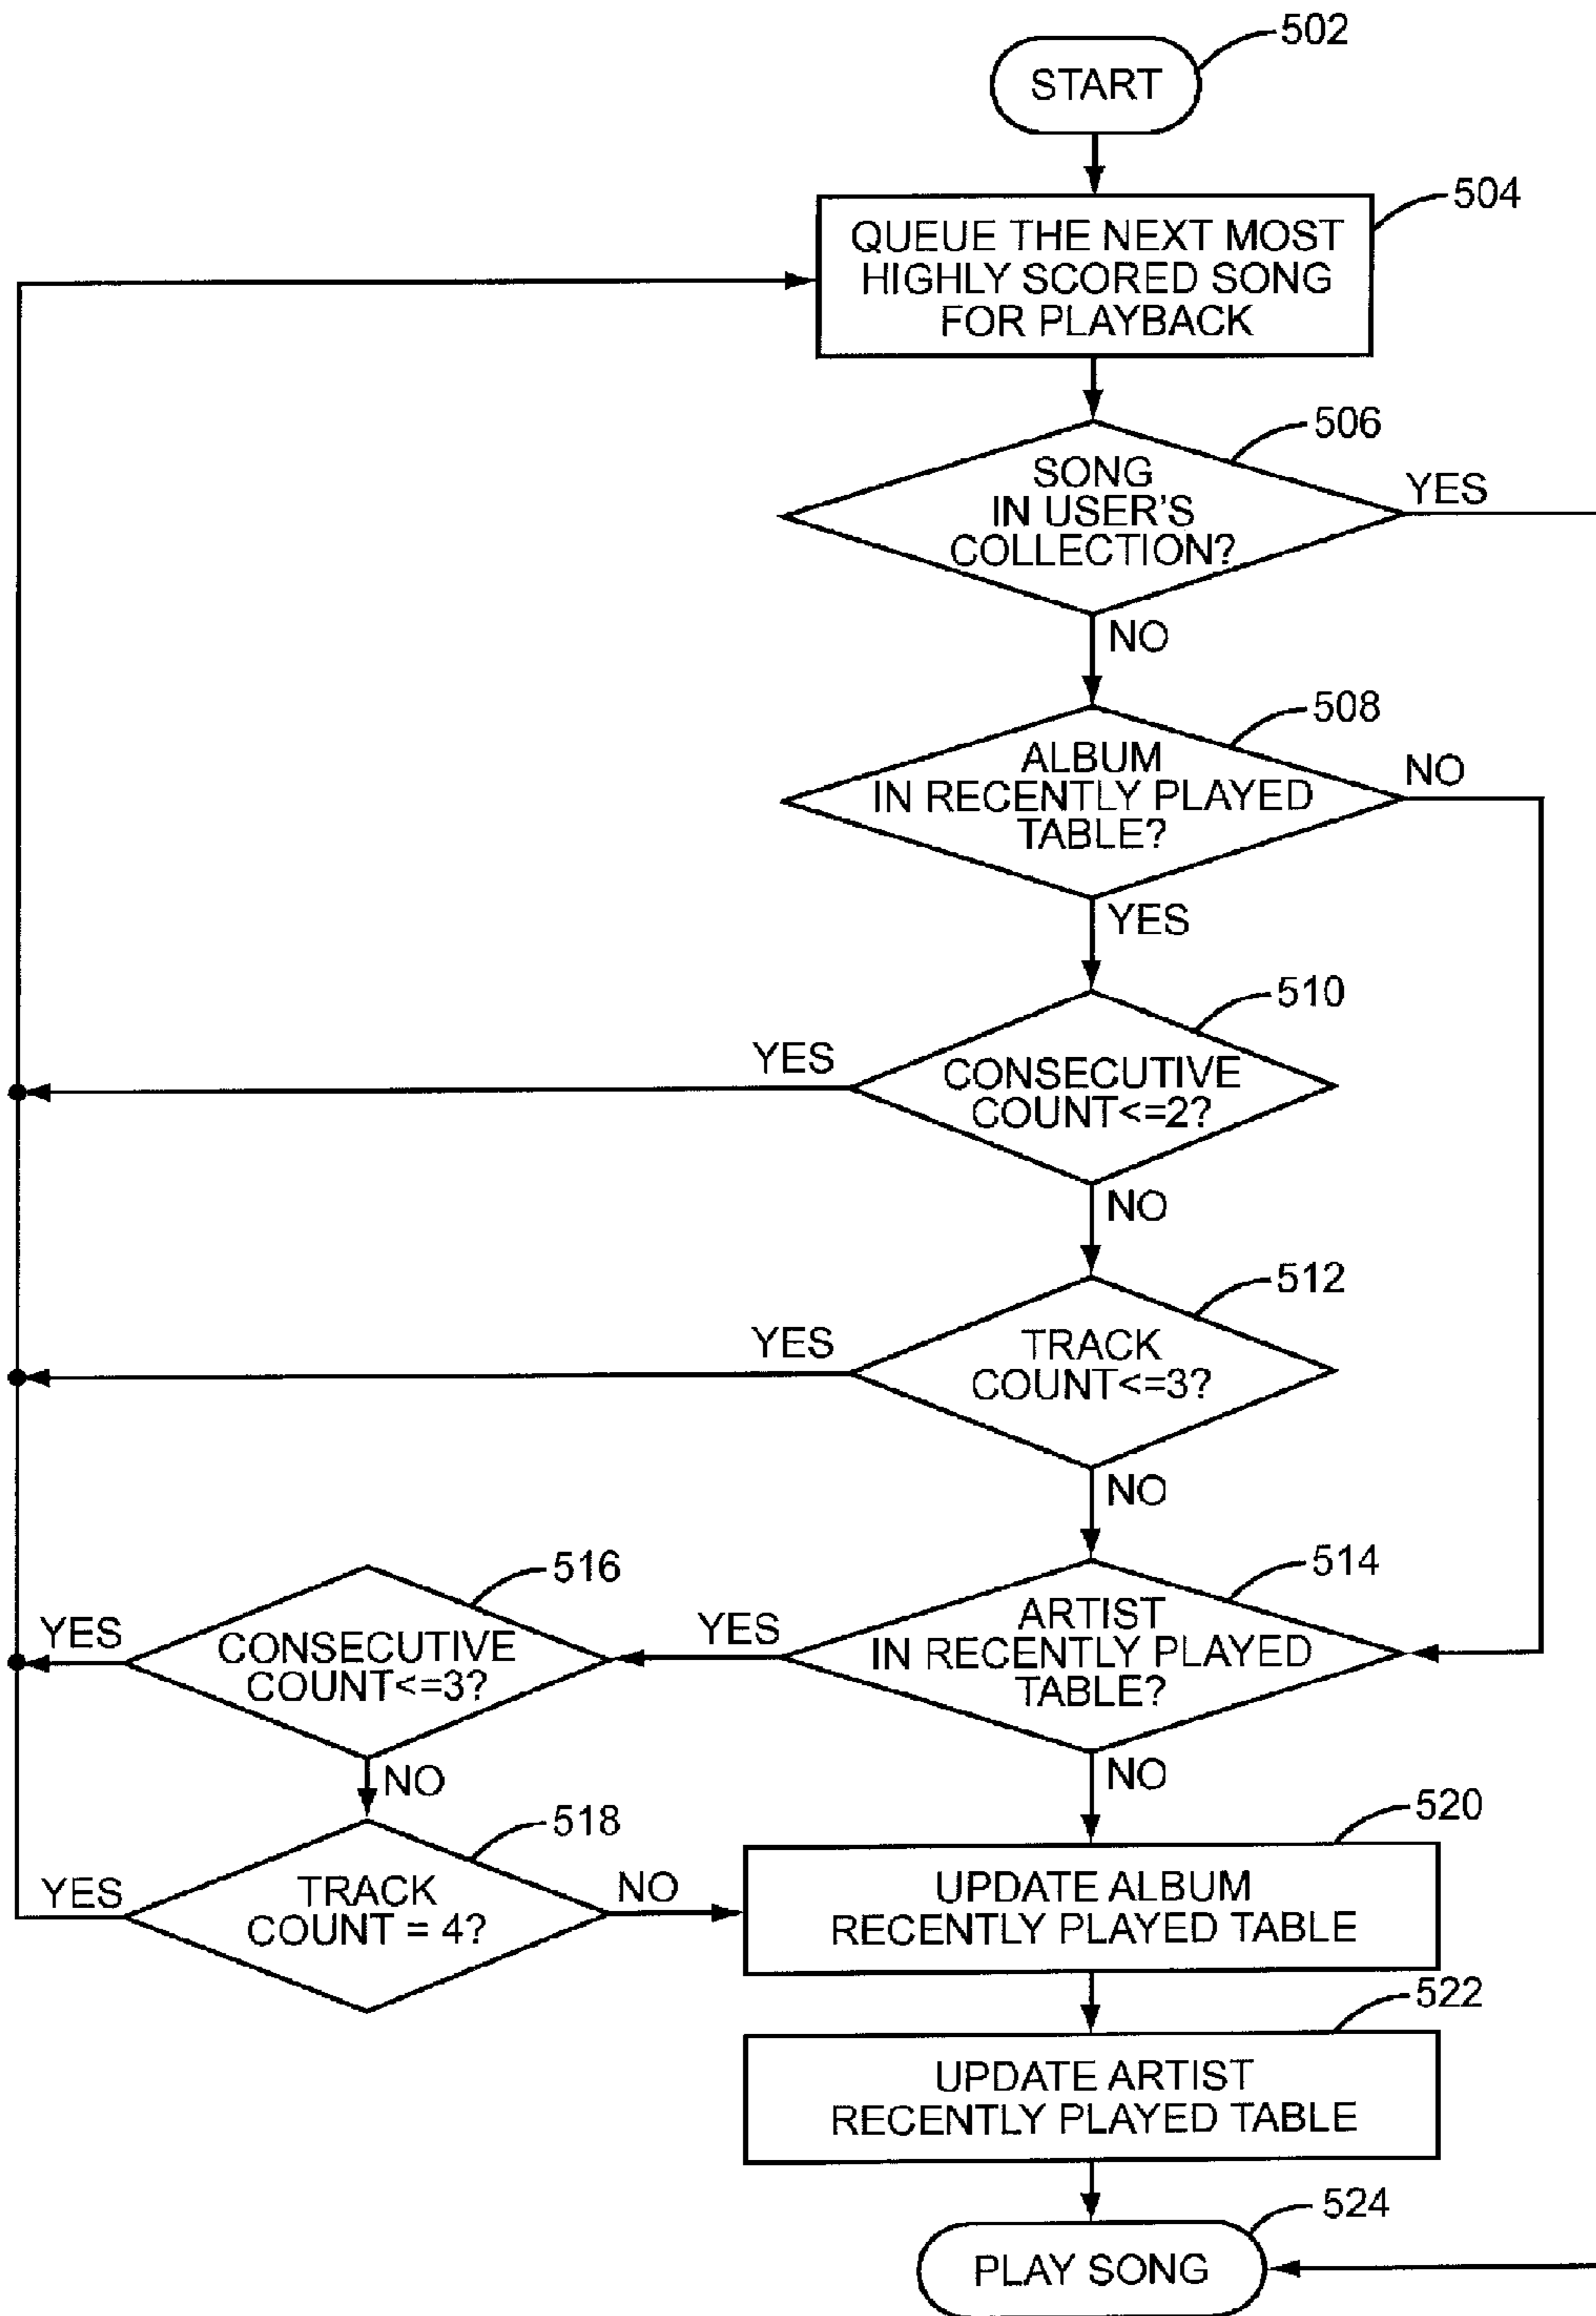 502
START
504
QUEUE THE NEXT MOST
HIGHLY SCORED SONG
FOR PLAYBACK
506
SONG
IN USER'S
COLLECTION?
YES
NO
508
ALBUM
IN RECENTLY PLAYED
TABLE?
NO
YES
510
CONSECUTIVE
COUNT<=2?
YES
NO
512
TRACK
COUNT<=3?
YES
NO
514
ARTIST
IN RECENTLY PLAYED
TABLE?
YES
NO
516
CONSECUTIVE
COUNT<=3?
YES
NO
518
TRACK
COUNT = 4?
YES
NO
520
UPDATE ALBUM
RECENTLY PLAYED TABLE
522
UPDATE ARTIST
RECENTLY PLAYED TABLE
524
PLAY SONG